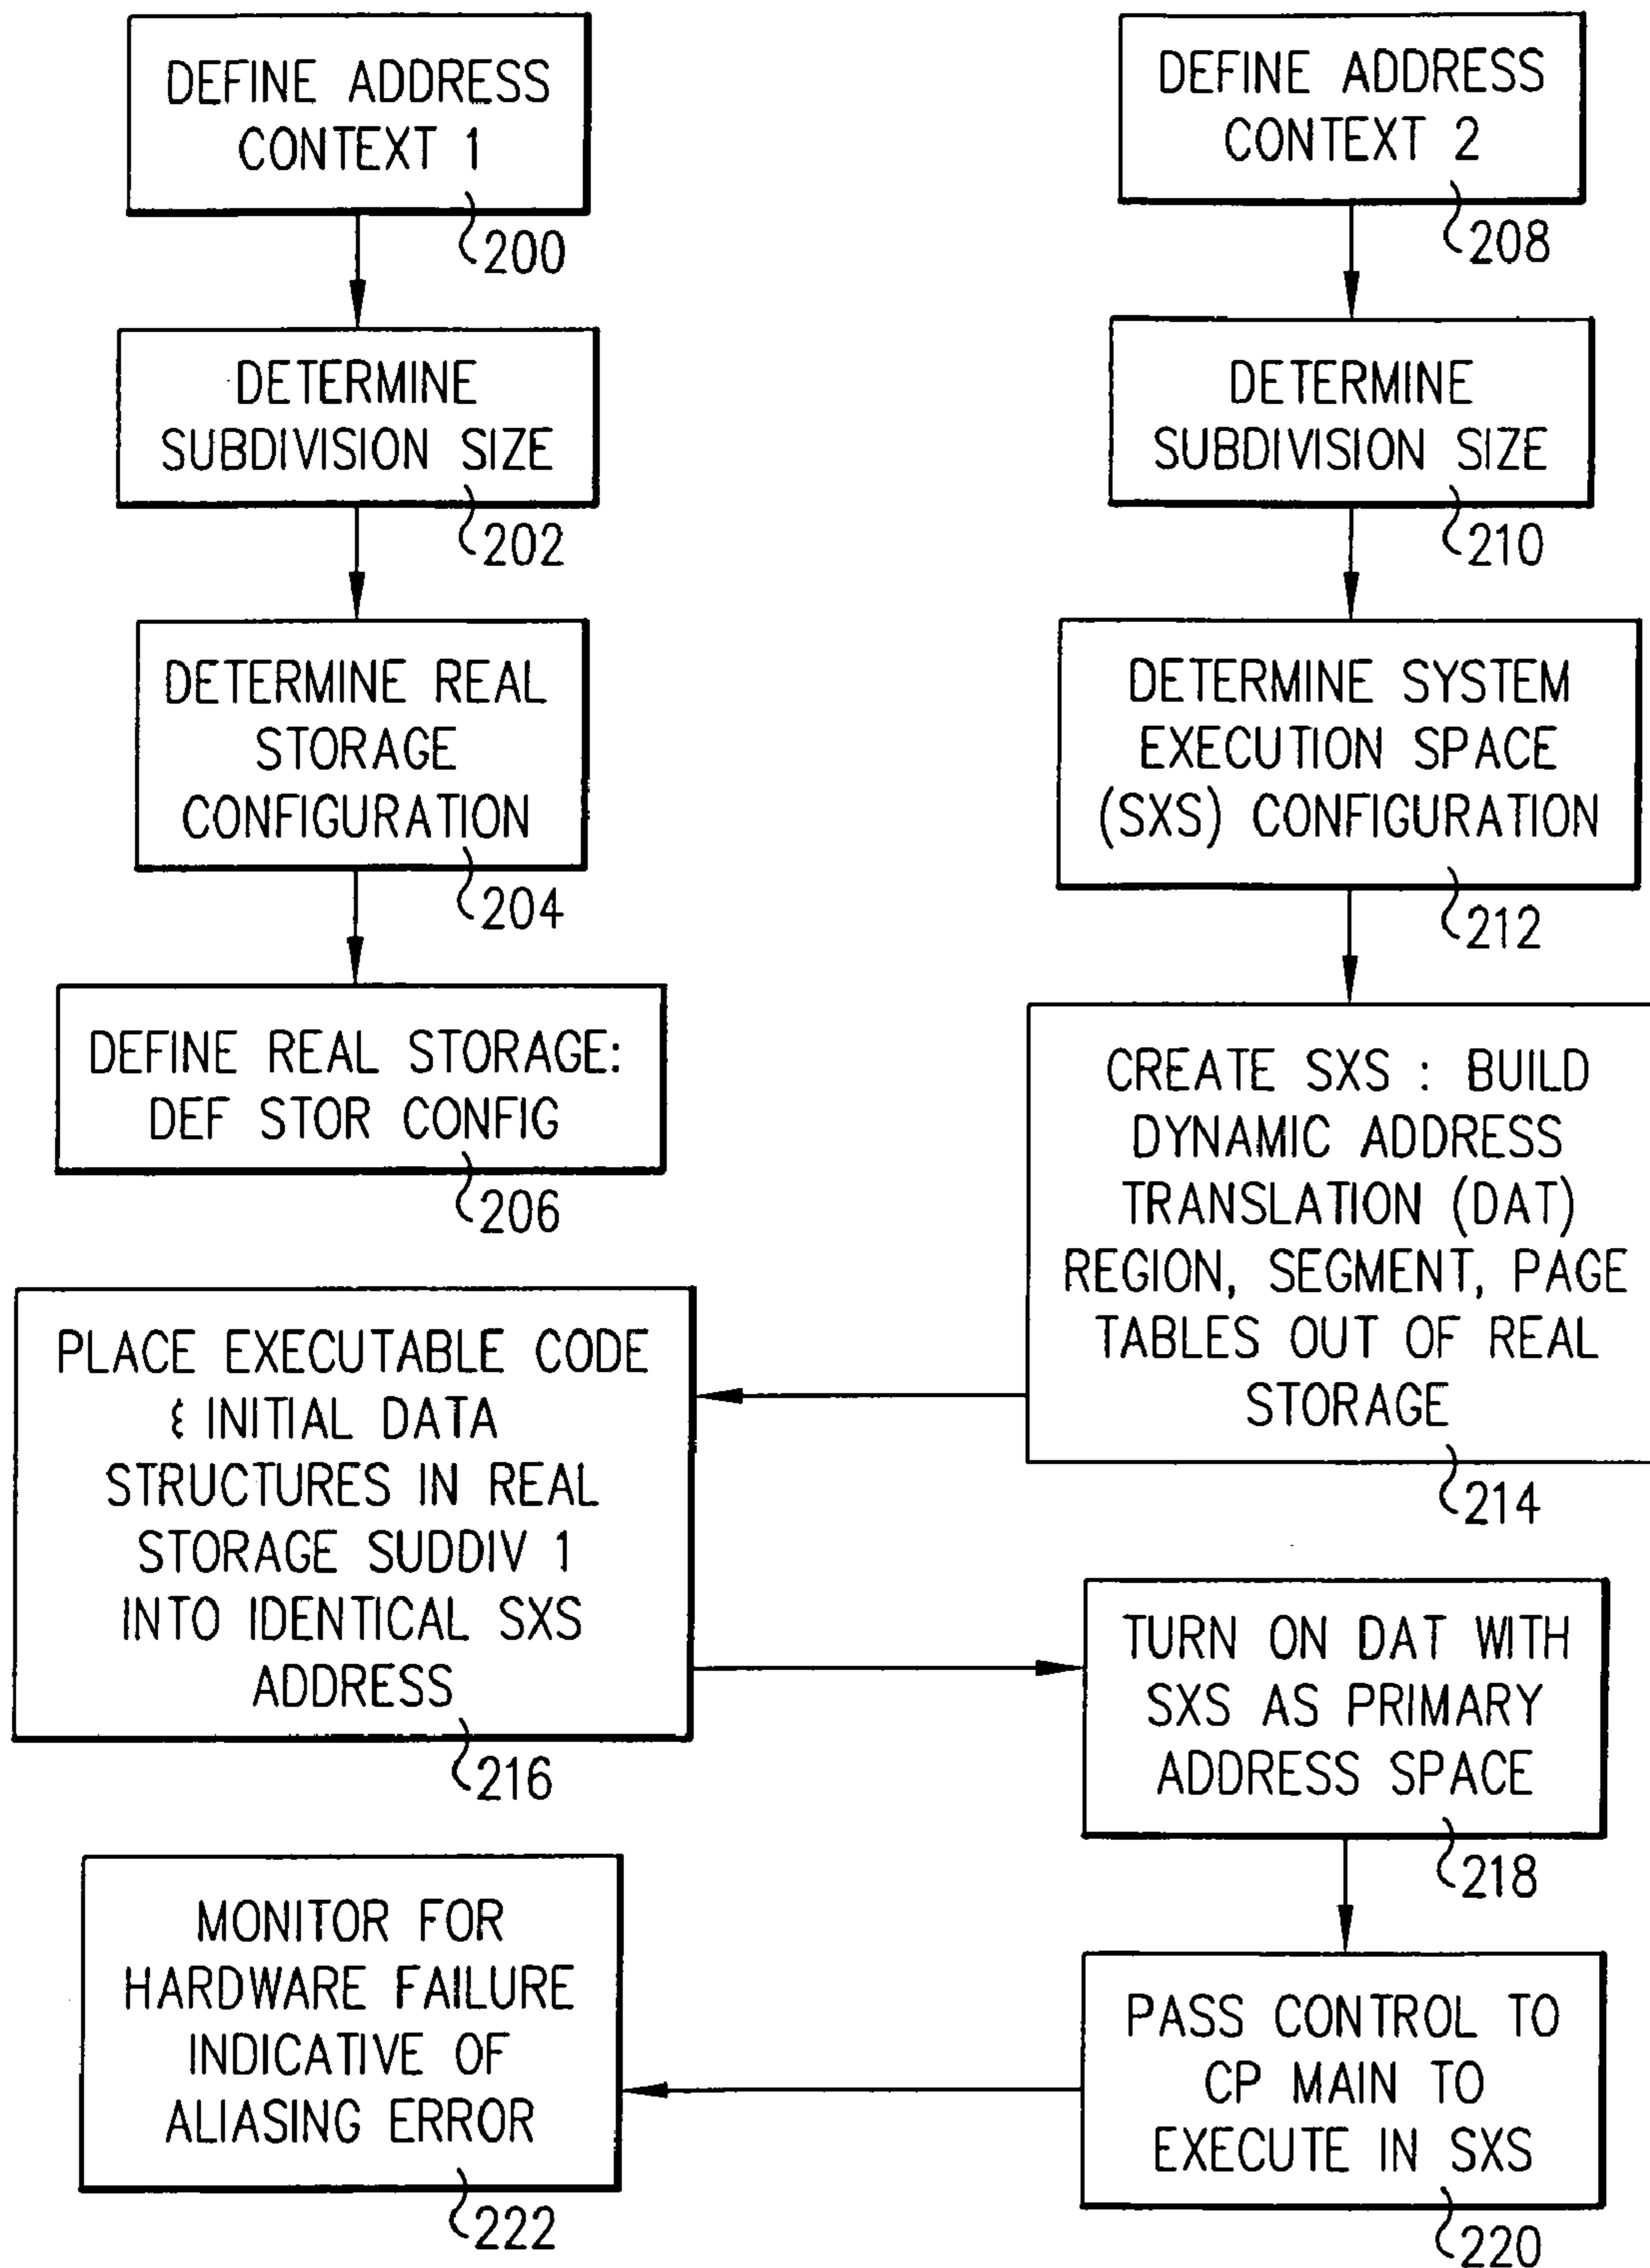 DEFINE ADDRESS
CONTEXT 1
200
DETERMINE
SUBDIVISION SIZE
202
DETERMINE REAL
STORAGE
CONFIGURATION
204
DEFINE REAL STORAGE:
DEF STOR CONFIG
206
DEFINE ADDRESS
CONTEXT 2
208
DETERMINE
SUBDIVISION SIZE
210
DETERMINE SYSTEM
EXECUTION SPACE
(SXS) CONFIGURATION
212
CREATE SXS : BUILD
DYNAMIC ADDRESS
TRANSLATION (DAT)
REGION, SEGMENT, PAGE
TABLES OUT OF REAL
STORAGE
214
PLACE EXECUTABLE CODE
& INITIAL DATA
STRUCTURES IN REAL
STORAGE SUDDIV 1
INTO IDENTICAL SXS
ADDRESS
216
TURN ON DAT WITH
SXS AS PRIMARY
ADDRESS SPACE
218
PASS CONTROL TO
CP MAIN TO
EXECUTE IN SXS
220
MONITOR FOR
HARDWARE FAILURE
INDICATIVE OF
ALIASING ERROR
222